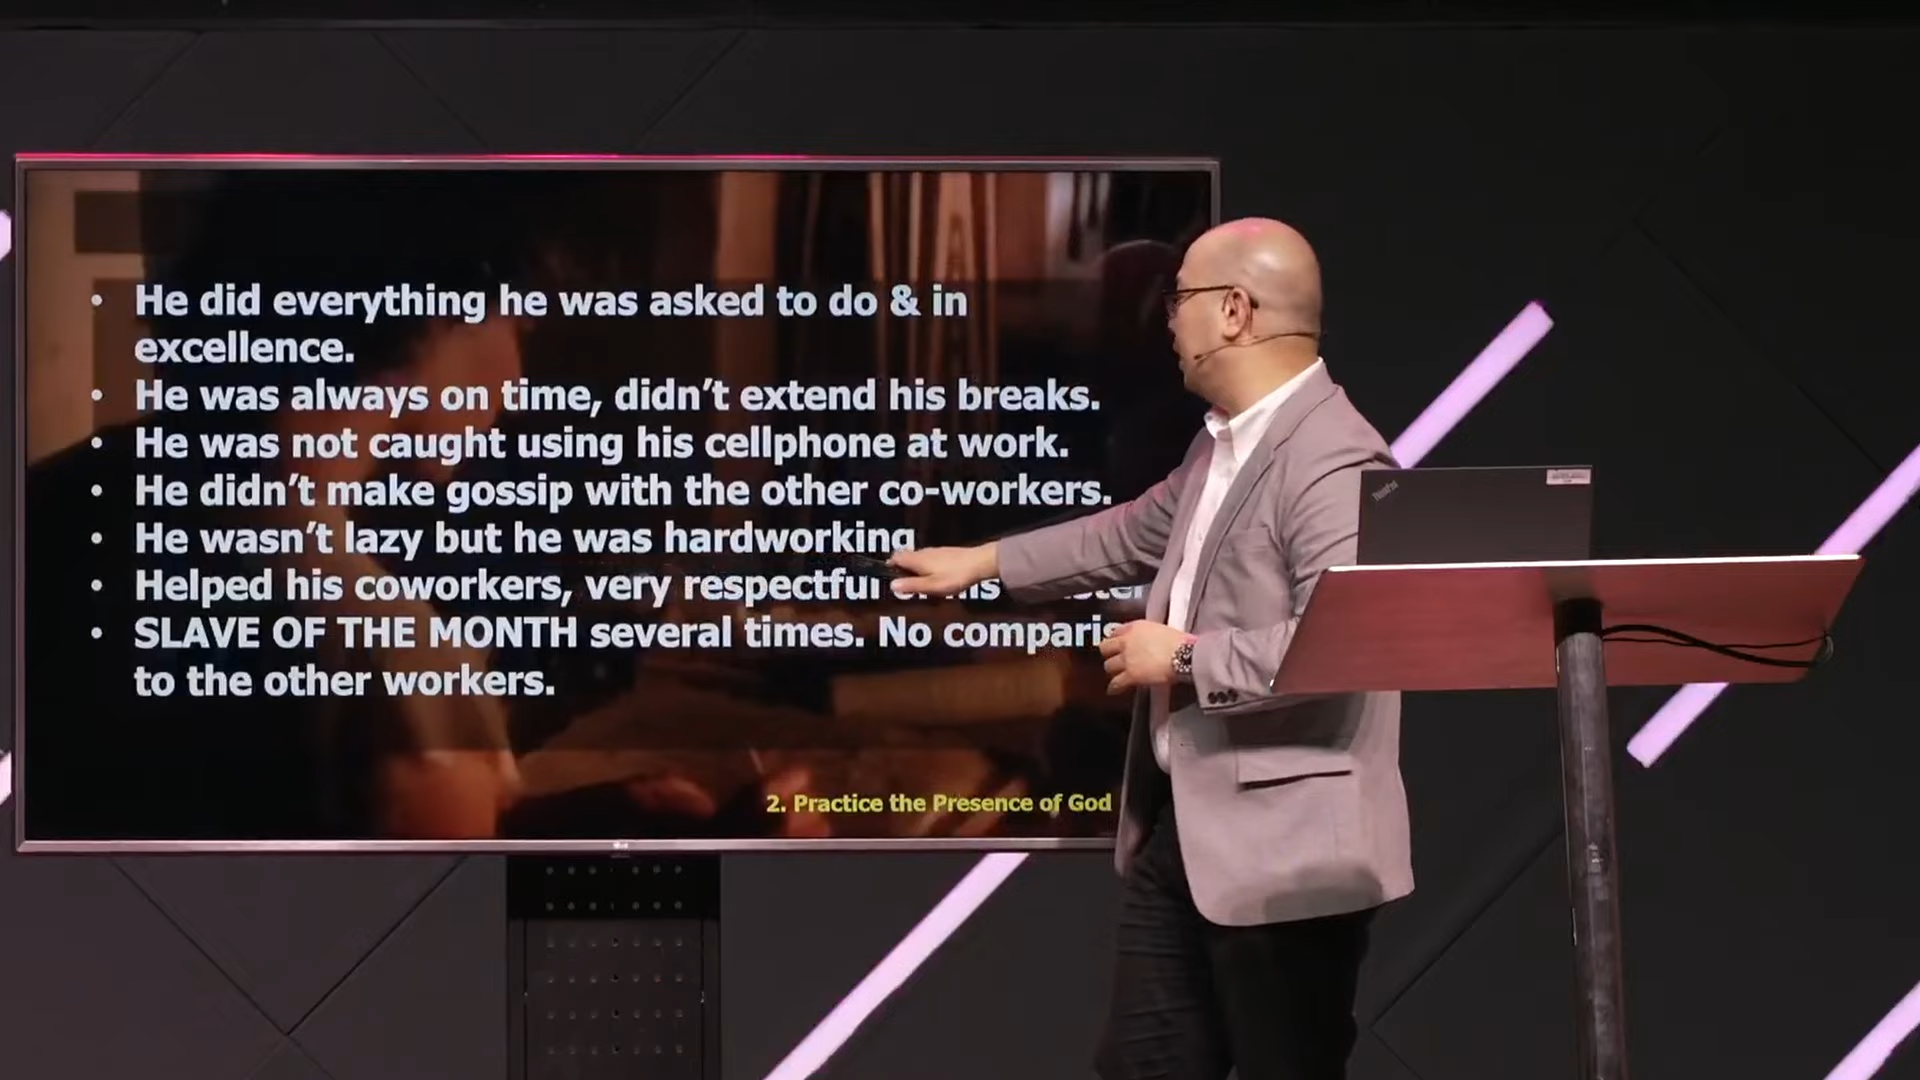 • He did everything he was asked to do & in
excellence.
• He was always on time, didn't extend his breaks.
• He was not caught using his cellphone at work.
• He didn't make gossip with the other co-workers.
• He wasn't lazy but he was hardworking
• Helped his coworkers, very respectful
• SLAVE OF THE MONTH several times. No
to the other workers.
2. Practice the Presence of God
ThinkPad
LG